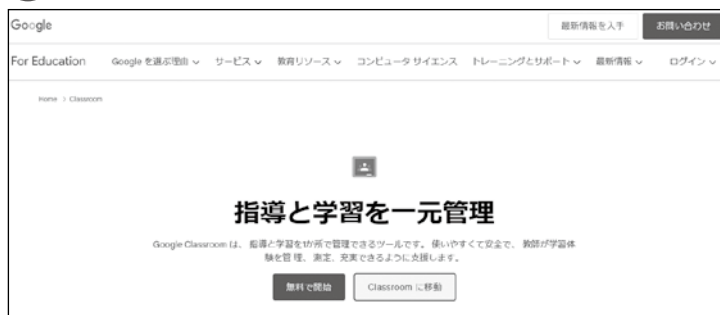 Google
最新情報を入手
お問い合わせ
For Education
Google を選ぶ理由
サービス
教育リソース
コンピュータ サイエンス
トレーニングとサポート
最新情報
ログイン
Home > Classroom
指導と学習を一元管理
Google Classroom は、指導と学習を1か所で管理できるツールです。使いやすくて安全で、教師が学習体
験を管理、測定、充実できるように支援します。
無料で開始
Classroom に移動